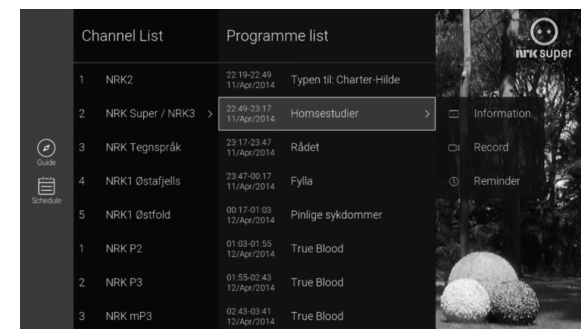 Channel List
Programme list
nrk super
1 NRK2
22:19-22:49
11/Apr/2014
Typen til: Charter-Hilde
2 NRK Super / NRK3 >
22:49-23:17
11/Apr/2014
Homsestudier >
Information
3 NRK Tegnspråk
23:17-23:47
11/Apr/2014
Rådet
Record
Guide
4 NRK1 Østafjells
23:47-00:17
11/Apr/2014
Fylla
Reminder
Schedule
5 NRK1 Østfold
00:17-01:03
12/Apr/2014
Pinlige sykdommer
1 NRK P2
01:03-01:55
12/Apr/2014
True Blood
2 NRK P3
01:55-02:43
12/Apr/2014
True Blood
3 NRK mP3
02:43-03:41
12/Apr/2014
True Blood